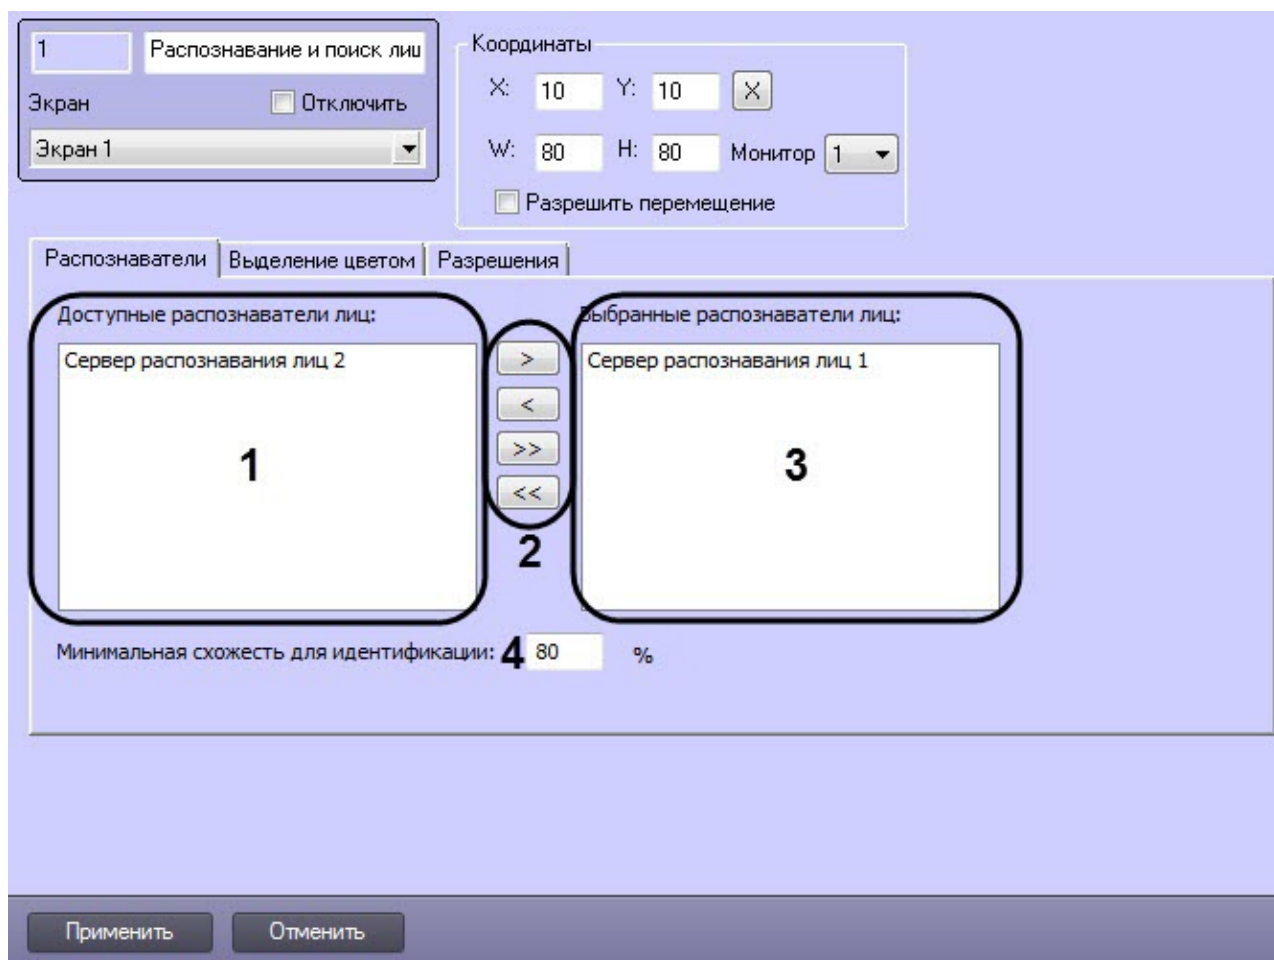 1
Распознавание и поиск лиц
Экран
Отключить
Экран 1
Координаты
X: 10 Y: 10 X
W: 80 H: 80 Монитор 1
Разрешить перемещение
Распознаватели Выделение цветом Разрешения
Доступные распознаватели лиц:
Сервер распознавания лиц 2
1
>
<
>>
<<
2
Выбранные распознаватели лиц:
Сервер распознавания лиц 1
3
Минимальная схожесть для идентификации: 4 80 %
Применить Отменить